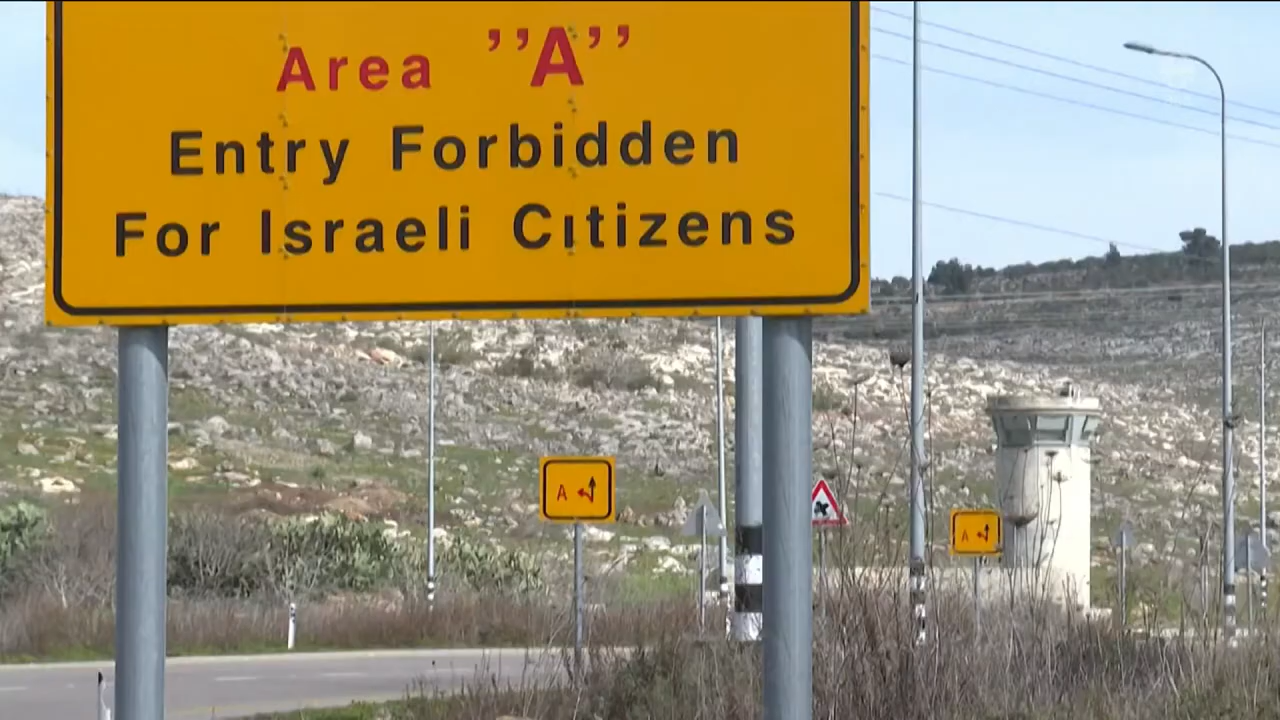 Area ’’A’’
Entry Forbidden
For Israeli Citizens
A
A